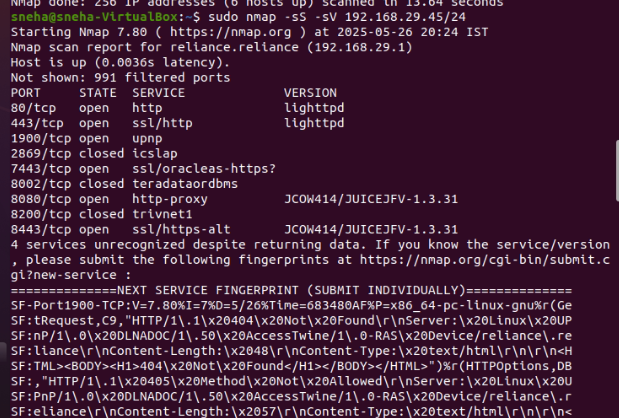 Nmap done: 256 IP addresses (6 hosts up) scanned in 13.64 seconds
sneha@sneha-VirtualBox:~$ sudo nmap -sS -sV 192.168.29.45/24
Starting Nmap 7.80 ( https://nmap.org ) at 2025-05-26 20:24 IST
Nmap scan report for reliance.reliance (192.168.29.1)
Host is up (0.0036s latency).
Not shown: 991 filtered ports
PORT     STATE  SERVICE            VERSION
80/tcp   open   http               lighttpd
443/tcp  open   ssl/http           lighttpd
1900/tcp open   upnp
2869/tcp closed icslap
7443/tcp open   ssl/oracleas-https?
8002/tcp closed teradataordbms
8080/tcp open   http-proxy         JCOW414/JUICEJFV-1.3.31
8200/tcp closed trivnet1
8443/tcp open   ssl/https-alt      JCOW414/JUICEJFV-1.3.31
4 services unrecognized despite returning data. If you know the service/version
, please submit the following fingerprints at https://nmap.org/cgi-bin/submit.c
gi?new-service :
==============NEXT SERVICE FINGERPRINT (SUBMIT INDIVIDUALLY)==============
SF-Port1900-TCP:V=7.80%I=7%D=5/26%Time=683480AF%P=x86_64-pc-linux-gnu%r(Ge
SF:tRequest,C9,"HTTP/1\.1\x20404\x20Not\x20Found\r\nServer:\x20Linux\x20UP
SF:nP/1\.0\x20DLNADOC/1\.50\x20AccessTwine/1\.0-RAS\x20Device/reliance\.re
SF:liance\r\nContent-Length:\x2048\r\nContent-Type:\x20text/html\r\n\r\n<H
SF:TML><BODY><H1>404\x20Not\x20Found</H1></BODY></HTML>")%r(HTTPOptions,DB
SF:,"HTTP/1\.1\x20405\x20Method\x20Not\x20Allowed\r\nServer:\x20Linux\x20U
SF:PnP/1\.0\x20DLNADOC/1\.50\x20AccessTwine/1\.0-RAS\x20Device/reliance\.r
SF:eliance\r\nContent-Length:\x2057\r\nContent-Type:\x20text/html\r\n\r\n<